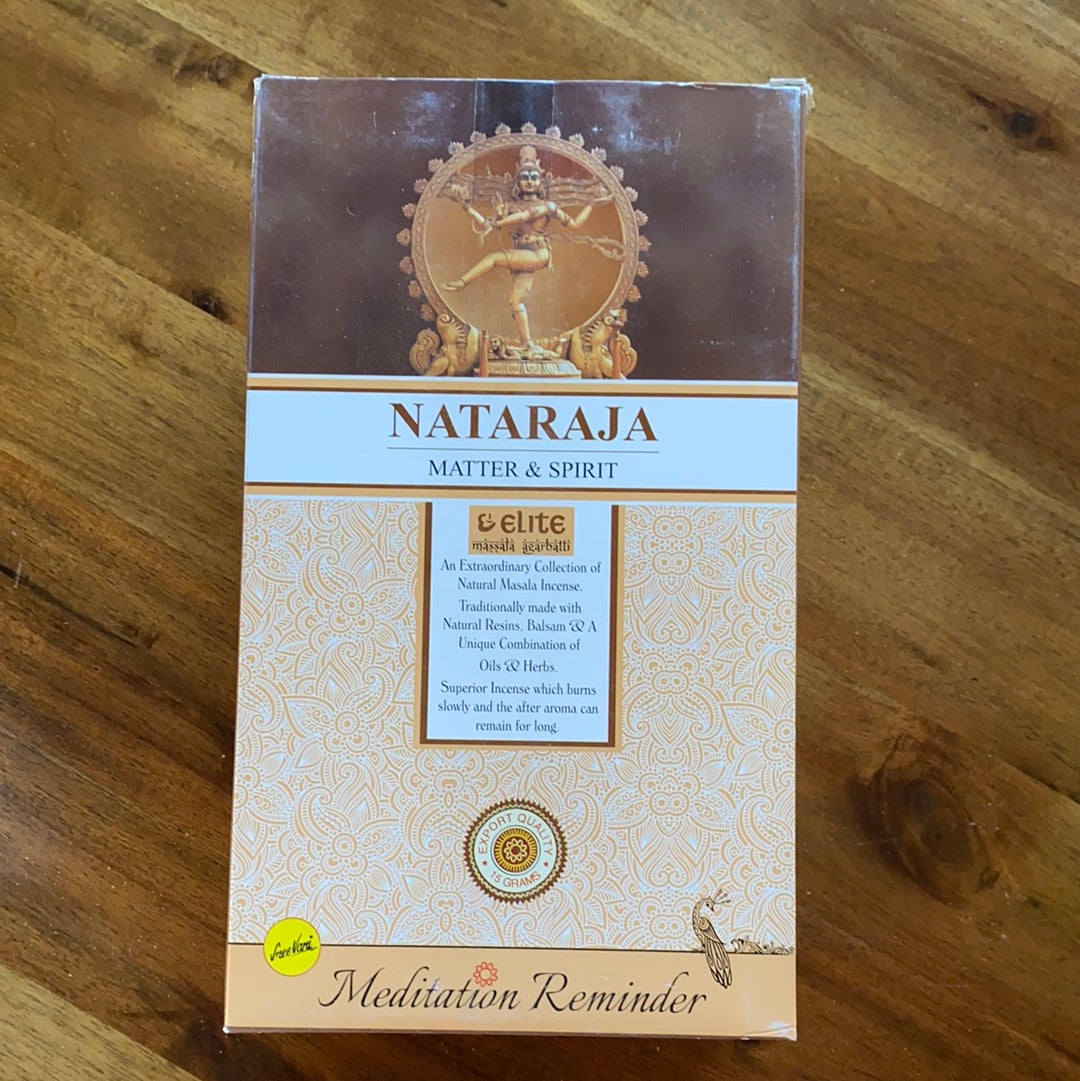 NATARAJA
MATTER & SPIRIT
ELITE
massala agarbatti
An Extraordinary Collection of
Natural Masala Incense.
Traditionally made with
Natural Resins, Balsam & A
Unique Combination of
Oils & Herbs.
Superior Incense which burns
slowly and the after aroma can
remain for long.
EXPORT QUALITY
15 GRAMS
SreeVani
Meditation Reminder